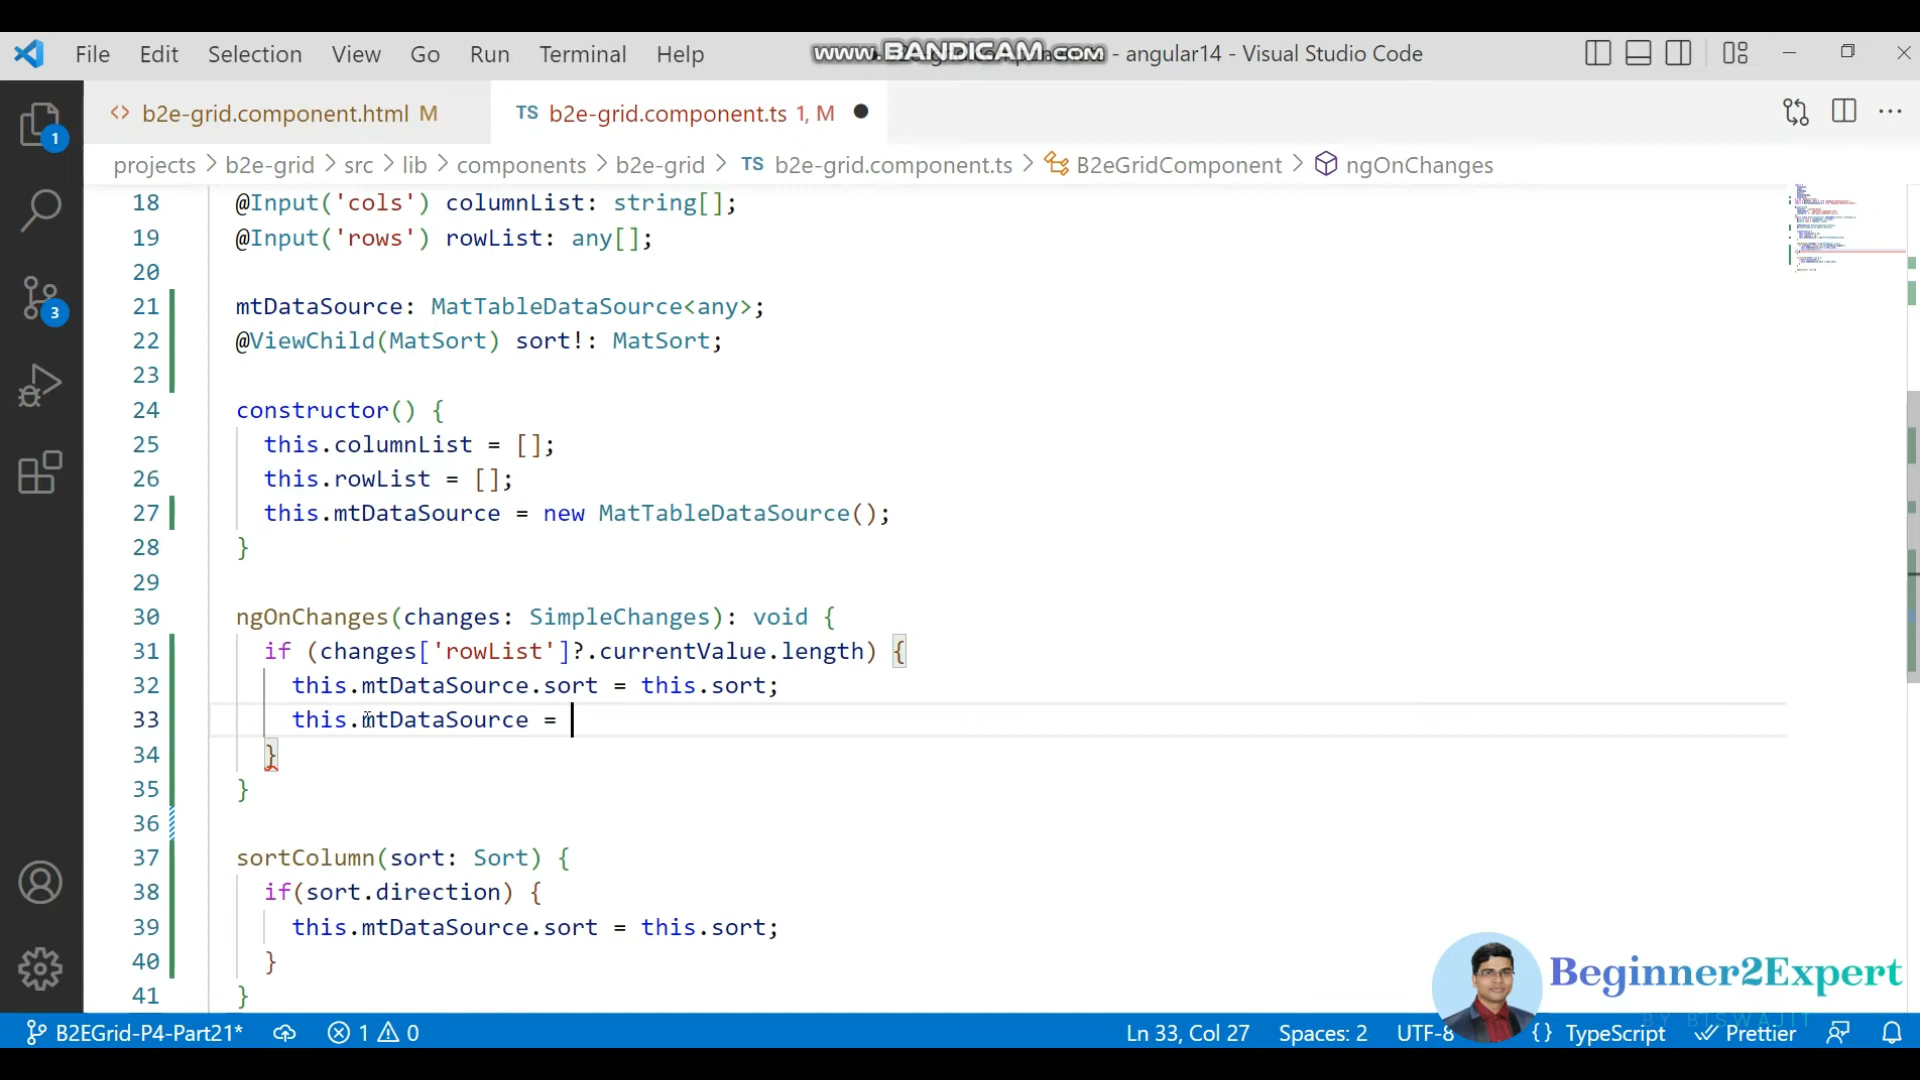 File Edit Selection View Go Run Terminal Help www.BANDICAM.com - angular14 - Visual Studio Code
b2e-grid.component.html M TS b2e-grid.component.ts 1, M
projects > b2e-grid > src > lib > components > b2e-grid > TS b2e-grid.component.ts > B2eGridComponent > ngOnChanges
18 @Input('cols') columnList: string[];
19 @Input('rows') rowList: any[];
20
21 mtDataSource: MatTableDataSource<any>;
22 @ViewChild(MatSort) sort!: MatSort;
23
24 constructor() {
25 this.columnList = [];
26 this.rowList = [];
27 this.mtDataSource = new MatTableDataSource();
28 }
29
30 ngOnChanges(changes: SimpleChanges): void {
31 if (changes['rowList']?.currentValue.length) {
32 this.mtDataSource.sort = this.sort;
33 this.mtDataSource =
34 }
35 }
36
37 sortColumn(sort: Sort) {
38 if(sort.direction) {
39 this.mtDataSource.sort = this.sort;
40 }
41 }
1
3
Beginner2Expert
BY BISWAJIT
B2EGrid-P4-Part21* 1 0 Ln 33, Col 27 Spaces: 2 UTF-8 {} TypeScript Prettier